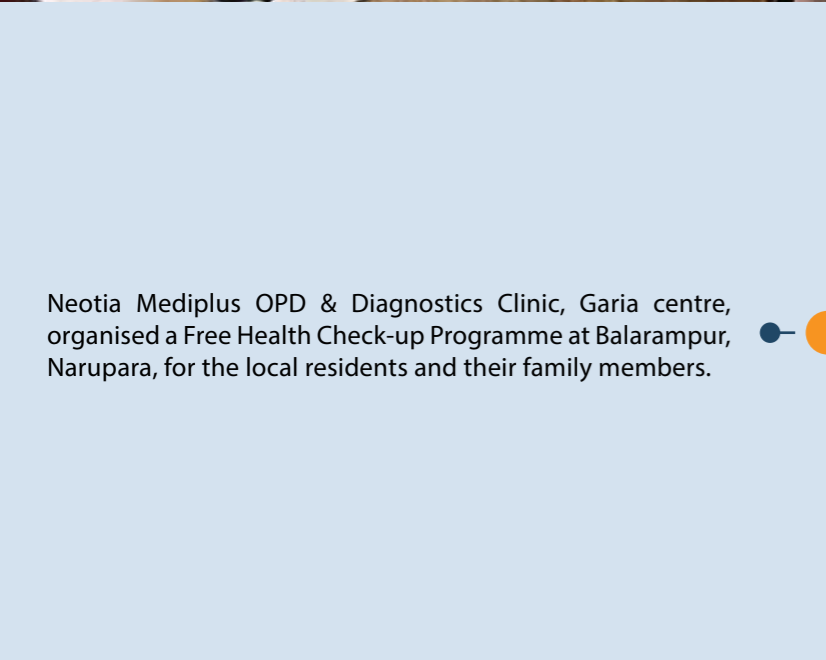 Neotia Mediplus OPD & Diagnostics Clinic, Garia centre,
organised a Free Health Check-up Programme at Balarampur,
Narupara, for the local residents and their family members.